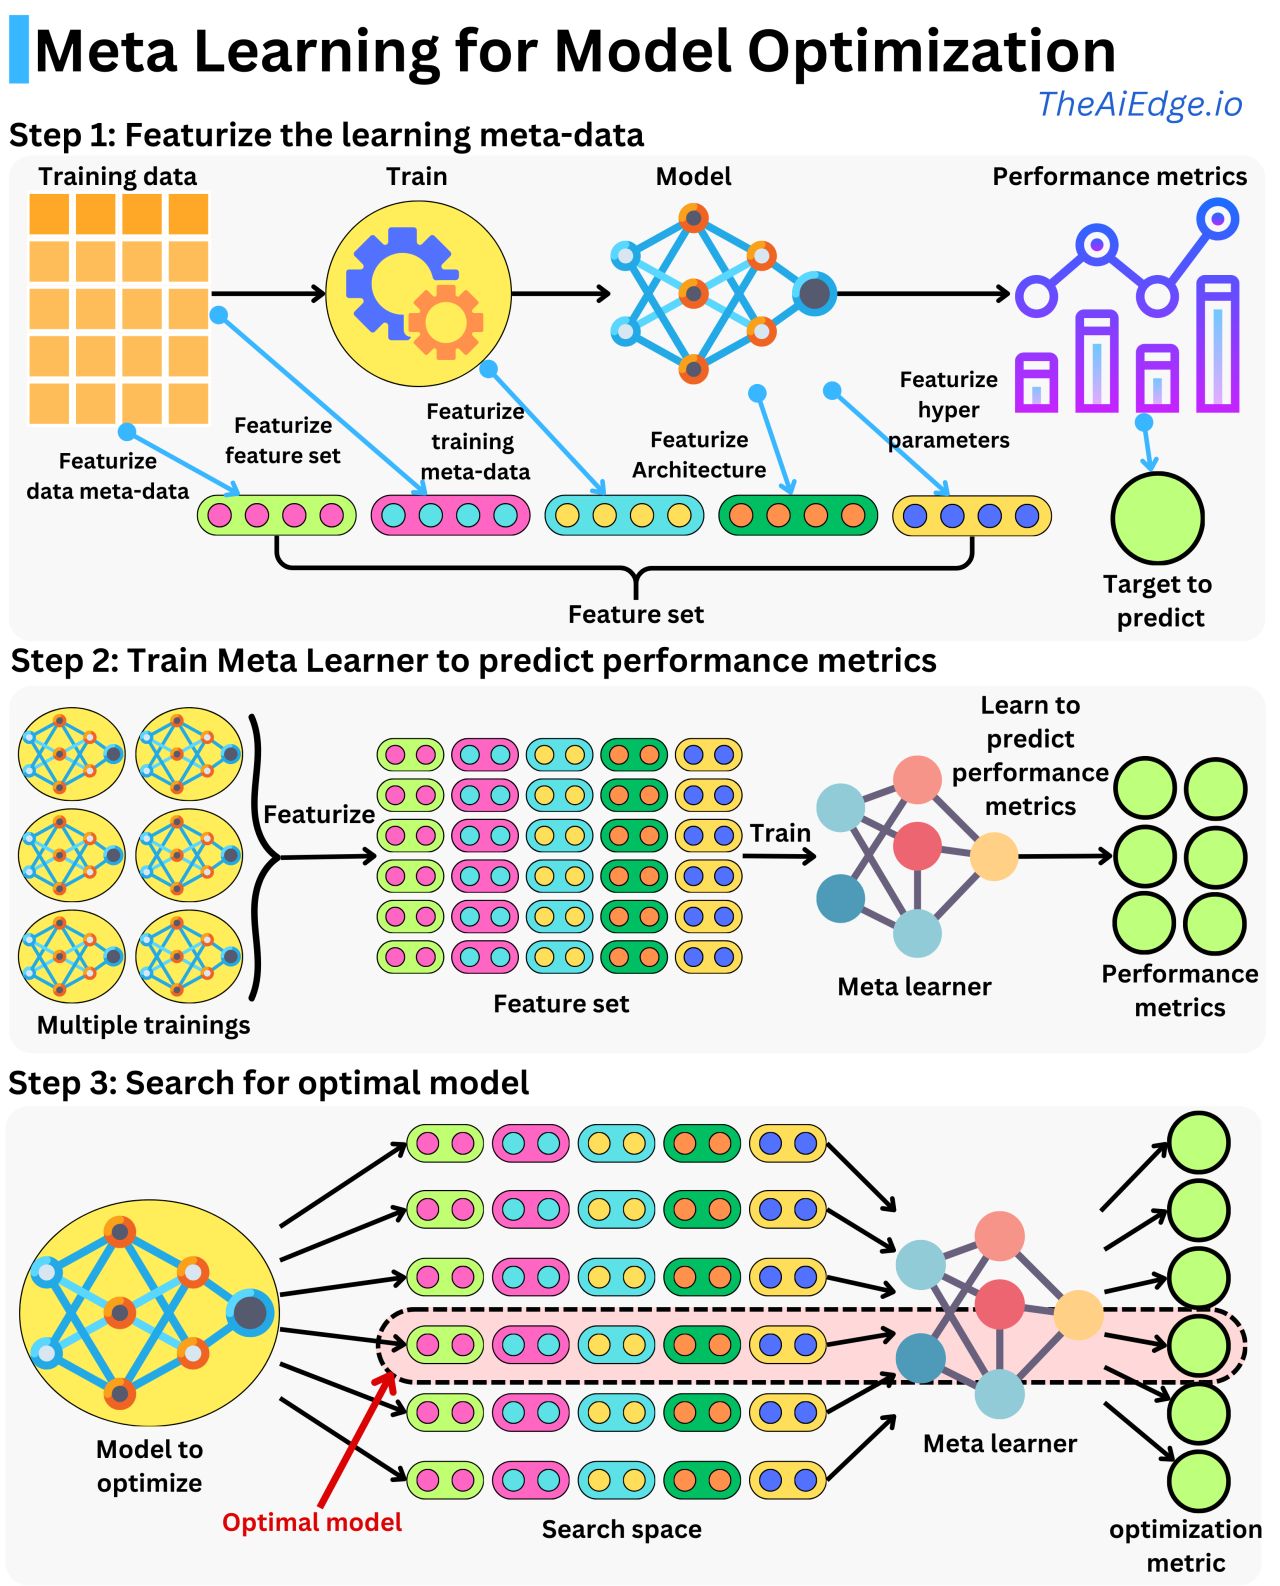 Meta Learning for Model Optimization
TheAiEdge.io
Step 1: Featurize the learning meta-data
Training data
Train
Model
Performance metrics
Featurize
data meta-data
Featurize
feature set
Featurize
training
meta-data
Featurize
Architecture
Featurize
hyper
parameters
Feature set
Target to
predict
Step 2: Train Meta Learner to predict performance metrics
Multiple trainings
Featurize
Feature set
Train
Meta learner
Learn to
predict
performance
metrics
Performance
metrics
Step 3: Search for optimal model
Model to
optimize
Optimal model
Search space
Meta learner
optimization
metric